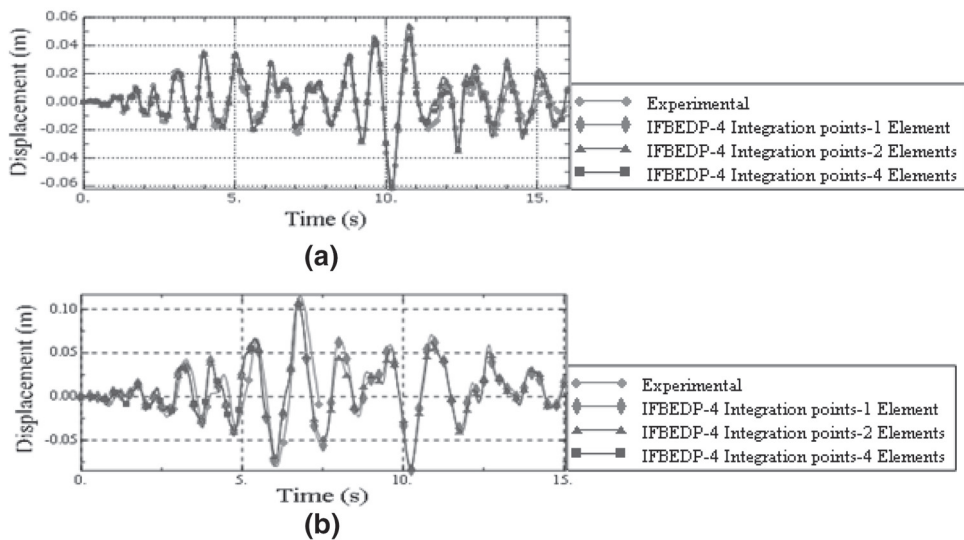 0.06
0.04
0.02
0.00
-0.02
-0.04
-0.06
Displacement (m)
0. 5. 10. 15.
Time (s)
Experimental
IFBEDP-4 Integration points-1 Element
IFBEDP-4 Integration points-2 Elements
IFBEDP-4 Integration points-4 Elements
(a)
0.10
0.05
0.00
-0.05
Displacement (m)
0. 5. 10. 15.
Time (s)
Experimental
IFBEDP-4 Integration points-1 Element
IFBEDP-4 Integration points-2 Elements
IFBEDP-4 Integration points-4 Elements
(b)